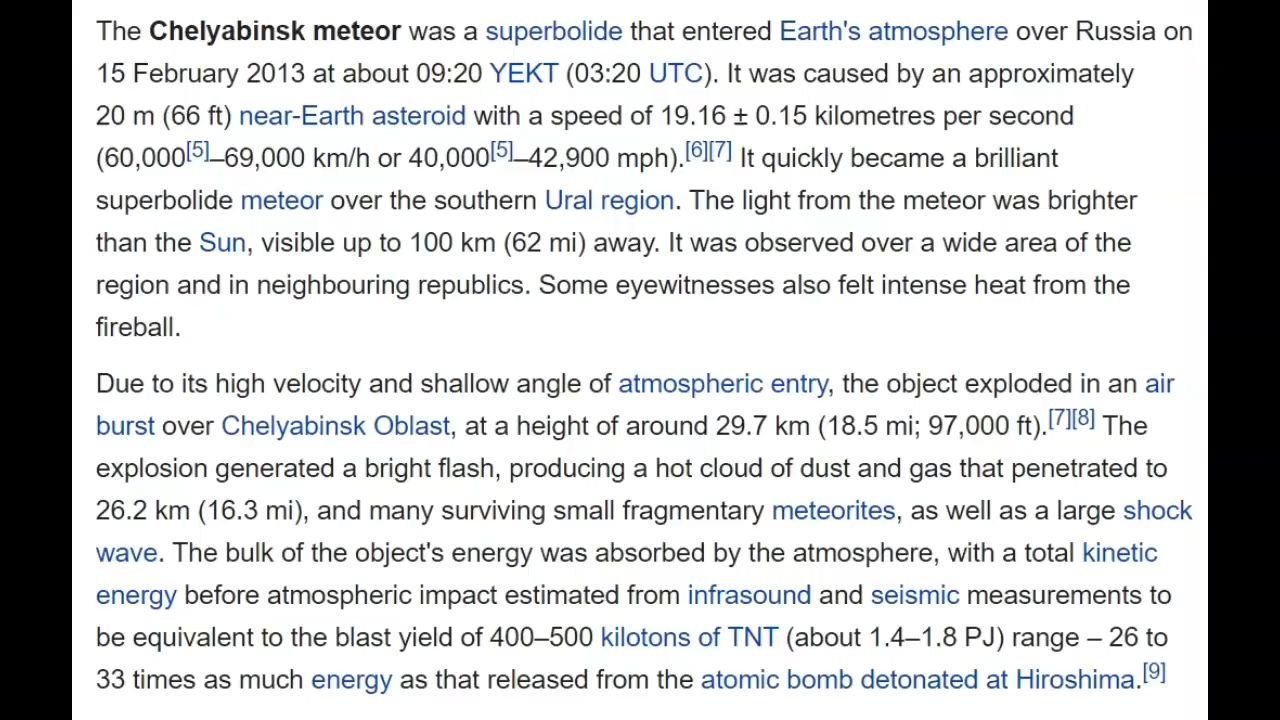 The Chelyabinsk meteor was a superbolide that entered Earth's atmosphere over Russia on
15 February 2013 at about 09:20 YEKT (03:20 UTC). It was caused by an approximately
20 m (66 ft) near-Earth asteroid with a speed of 19.16 ± 0.15 kilometres per second
(60,000[5]–69,000 km/h or 40,000[5]–42,900 mph).[6][7] It quickly became a brilliant
superbolide meteor over the southern Ural region. The light from the meteor was brighter
than the Sun, visible up to 100 km (62 mi) away. It was observed over a wide area of the
region and in neighbouring republics. Some eyewitnesses also felt intense heat from the
fireball.
Due to its high velocity and shallow angle of atmospheric entry, the object exploded in an air
burst over Chelyabinsk Oblast, at a height of around 29.7 km (18.5 mi; 97,000 ft).[7][8] The
explosion generated a bright flash, producing a hot cloud of dust and gas that penetrated to
26.2 km (16.3 mi), and many surviving small fragmentary meteorites, as well as a large shock
wave. The bulk of the object's energy was absorbed by the atmosphere, with a total kinetic
energy before atmospheric impact estimated from infrasound and seismic measurements to
be equivalent to the blast yield of 400–500 kilotons of TNT (about 1.4–1.8 PJ) range – 26 to
33 times as much energy as that released from the atomic bomb detonated at Hiroshima.[9]